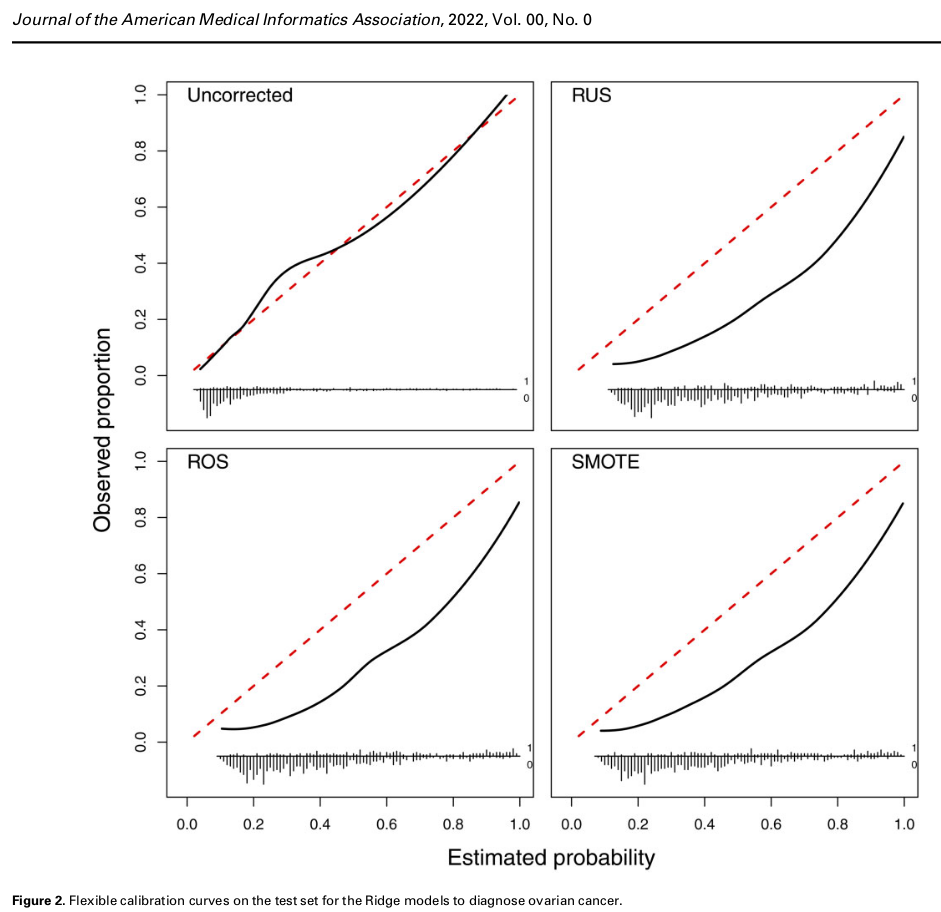 Journal of the American Medical Informatics Association, 2022, Vol. 00, No. 0
Uncorrected
RUS
1.0
0.8
0.6
0.4
0.2
0.0
1
0
1
0
Observed proportion
ROS
SMOTE
1.0
0.8
0.6
0.4
0.2
0.0
1
0
1
0
0.0 0.2 0.4 0.6 0.8 1.0
0.0 0.2 0.4 0.6 0.8 1.0
Estimated probability
Figure 2. Flexible calibration curves on the test set for the Ridge models to diagnose ovarian cancer.